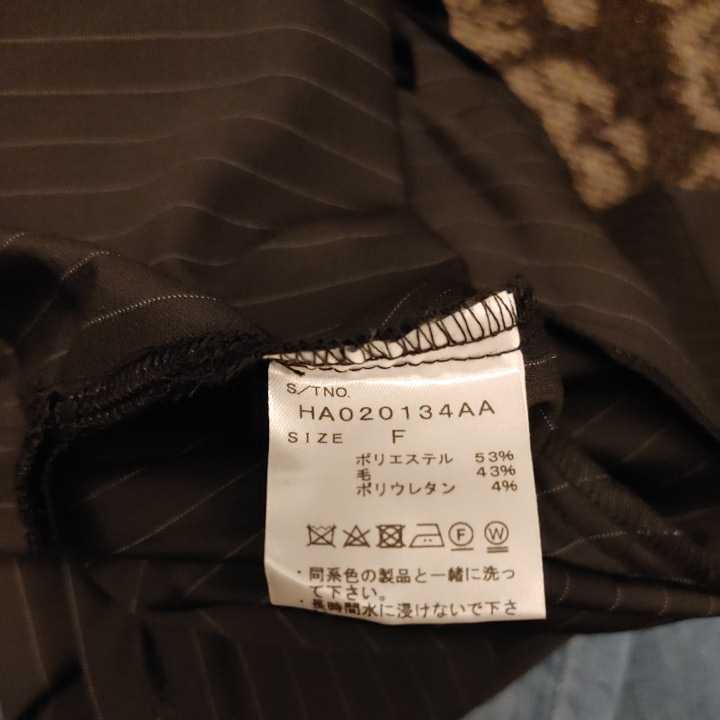 S/TNO.
HA020134AA
SIZE F
ポリエステル 53%
毛 43%
ポリウレタン 4%
F W
・同系色の製品と一緒に洗っ
て下さい。
・長時間水に浸けないで下さ